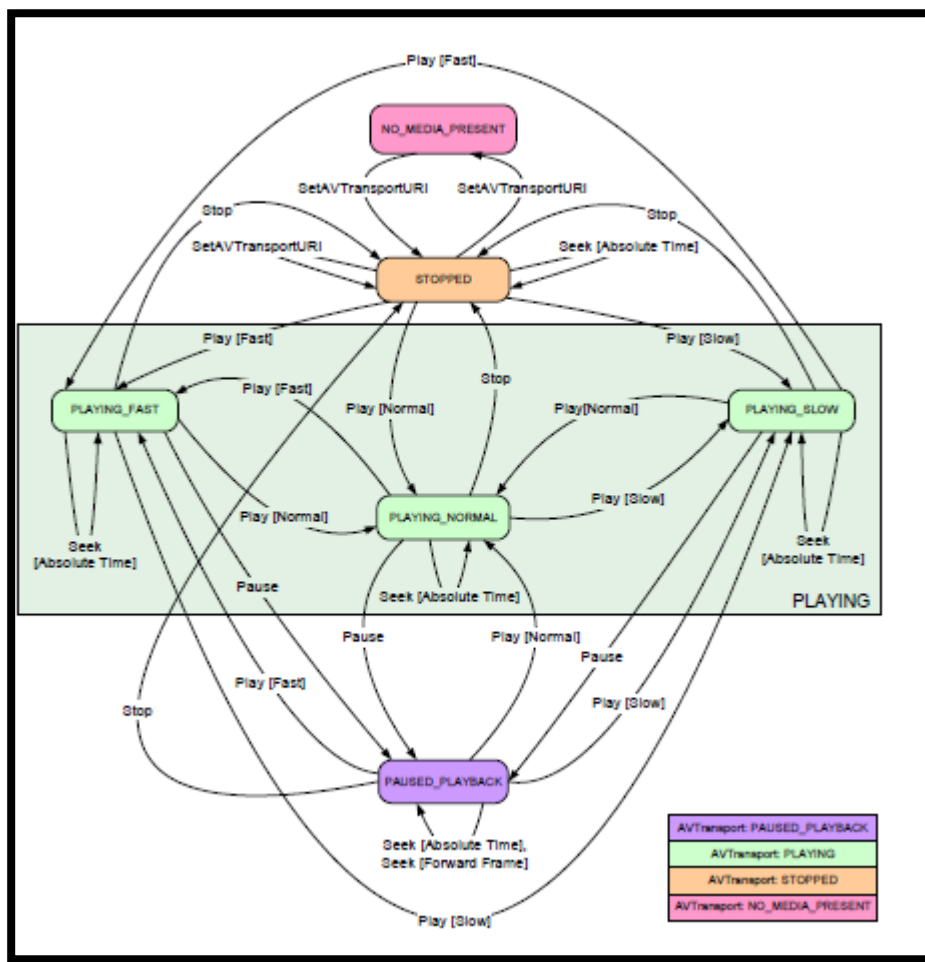 Play [Fast]
NO_MEDIA_PRESENT
SetAVTransportURI
SetAVTransportURI
Stop
Stop
SetAVTransportURI
Seek [Absolute Time]
STOPPED
Play [Fast]
Play [Slow]
Stop
Play [Fast]
PLAYING_FAST
Play [Normal]
Play[Normal]
PLAYING_SLOW
Play [Slow]
Play [Normal]
PLAYING_NORMAL
Seek
[Absolute Time]
Seek
[Absolute Time]
Pause
Seek [Absolute Time]
PLAYING
Pause
Play [Normal]
Pause
Play [Fast]
Stop
Play [Slow]
PAUSED_PLAYBACK
Seek [Absolute Time],
Seek [Forward Frame]
Play [Slow]
AVTransport: PAUSED_PLAYBACK
AVTransport: PLAYING
AVTransport: STOPPED
AVTransport: NO_MEDIA_PRESENT